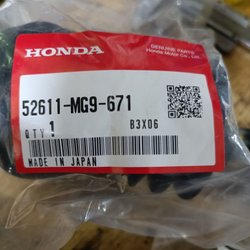 HONDA
GENUINE PARTS
Honda Motor Co., Ltd.
52611-MG9-671
QTY 1
B3X06
MADE IN JAPAN